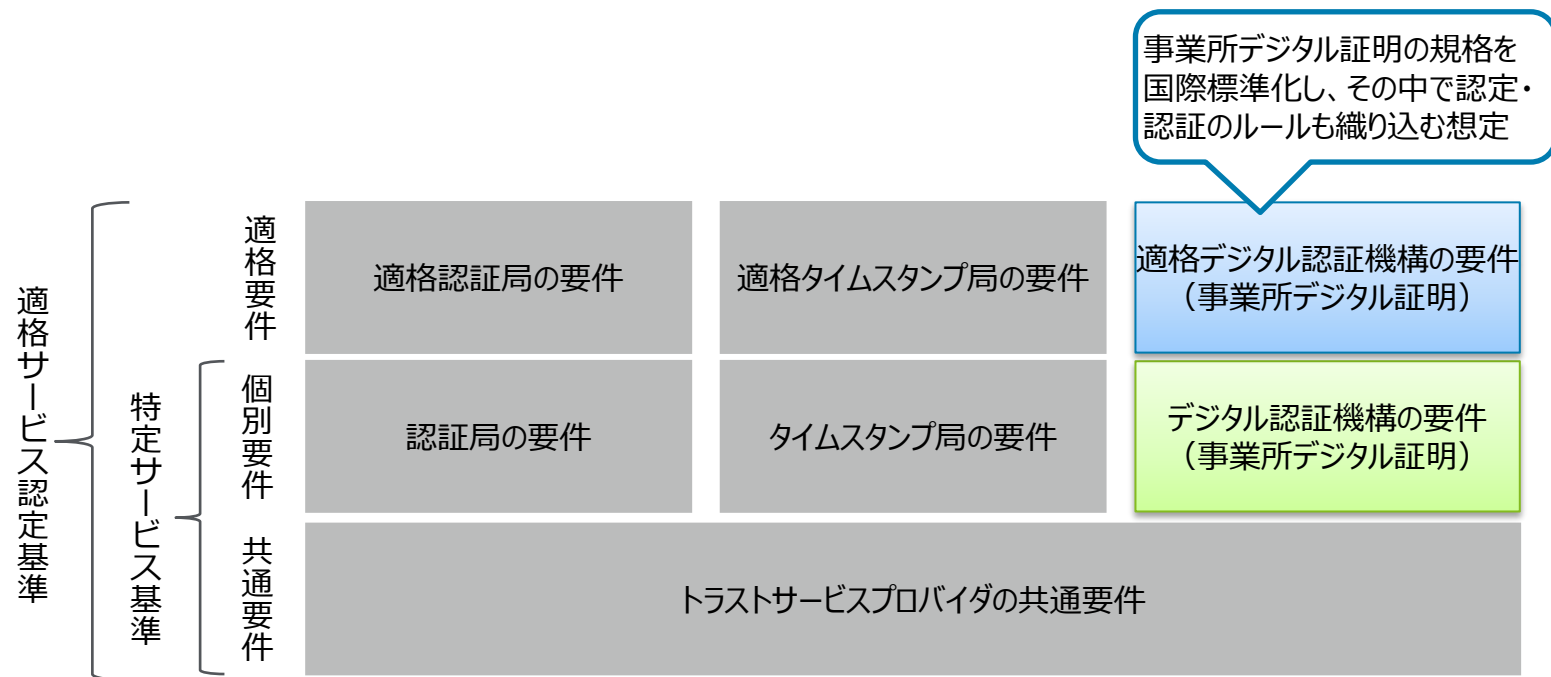 事業所デジタル証明の規格を
国際標準化し、その中で認定・
認証のルールも織り込む想定
適格サービス認定基準
特定サービス基準
適格要件
適格認証局の要件
適格タイムスタンプ局の要件
適格デジタル認証機構の要件
（事業所デジタル証明）
個別要件
認証局の要件
タイムスタンプ局の要件
デジタル認証機構の要件
（事業所デジタル証明）
共通要件
トラストサービスプロバイダの共通要件